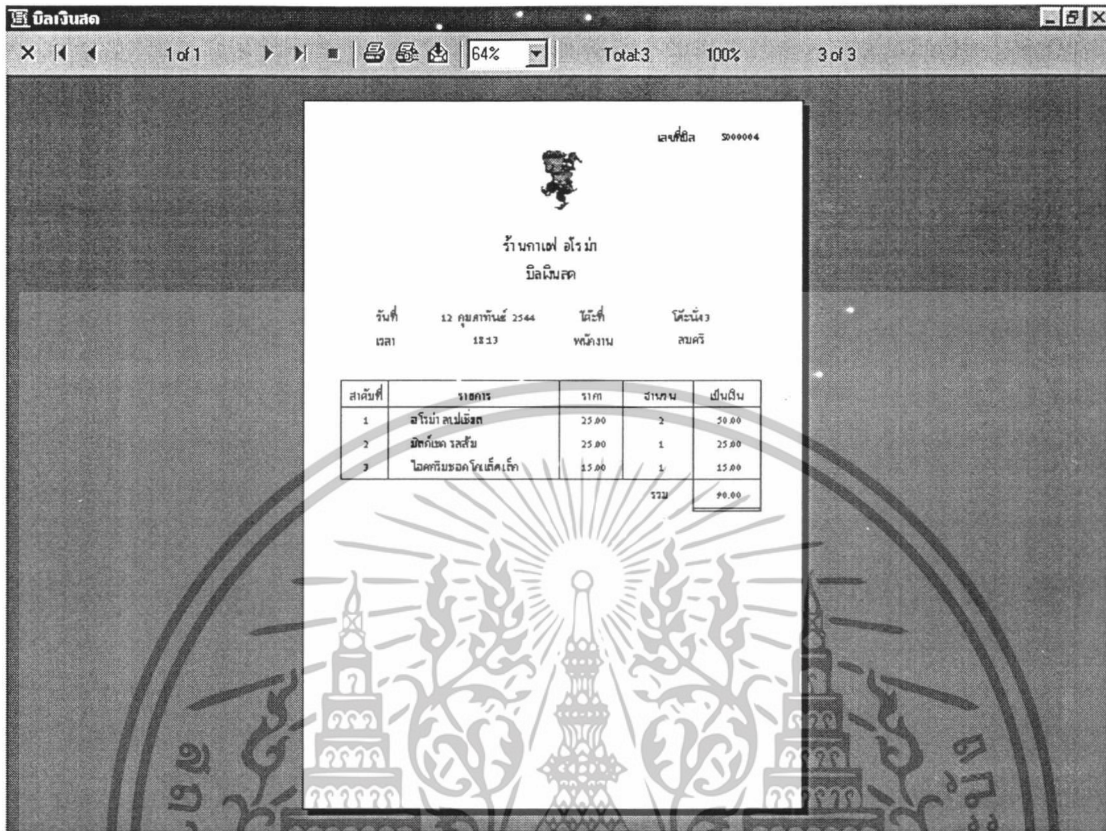 บิลเงินสด
1 of 1 64% Total:3 100% 3 of 3
เลขที่บิล S000004
ร้านกาแฟ อโรม่า
บิลเงินสด
วันที่ 12 กุมภาพันธ์ 2544 โต๊ะที่ โต๊ะนั่ง3
เวลา 18:13 พนักงาน สมศรี
ลำดับที่ รายการ ราคา จำนวน เป็นเงิน
1 อโรม่า สเปเชี่ยล 25.00 2 50.00
2 มิลก์เชค รสส้ม 25.00 1 25.00
3 ไอศกรีมชอคโกแล็ตเล็ก 15.00 1 15.00
รวม 90.00